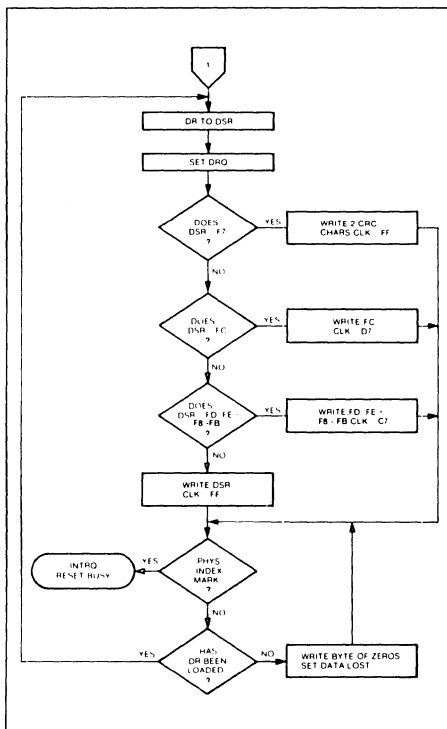 1
DR TO DSR
SET DRQ
DOES
DSR F7
?
YES
WRITE 2 CRC
CHARS CLK FF
NO
DOES
DSR FC
?
YES
WRITE FC
CLK D7
NO
DOES
DSR FD FE -
F8 - FB
?
YES
WRITE FD FE -
F8 - FB CLK C7
NO
WRITE DSR
CLK FF
PHYS
INDEX
MARK
?
YES
INTRQ
RESET BUSY
NO
HAS
DR BEEN
LOADED
?
YES
NO
WRITE BYTE OF ZEROS
SET DATA LOST